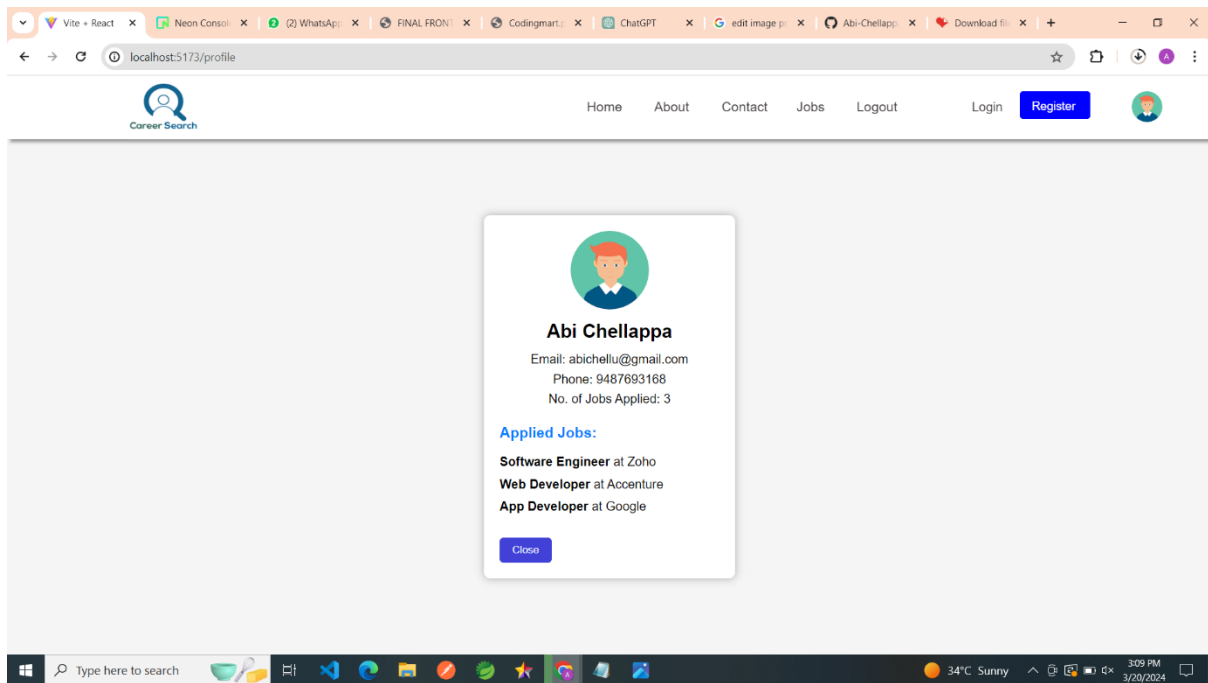 Vite + React
Neon Consol
(2) WhatsApp
FINAL FRONT
Codingmart.p
ChatGPT
edit image p
Abi-Chellapp
Download fil
localhost:5173/profile
A
Career Search
Home About Contact Jobs Logout Login Register
Abi Chellappa
Email: abichellu@gmail.com
Phone: 9487693168
No. of Jobs Applied: 3
Applied Jobs:
Software Engineer at Zoho
Web Developer at Accenture
App Developer at Google
Close
Type here to search
34°C Sunny
3:09 PM
3/20/2024